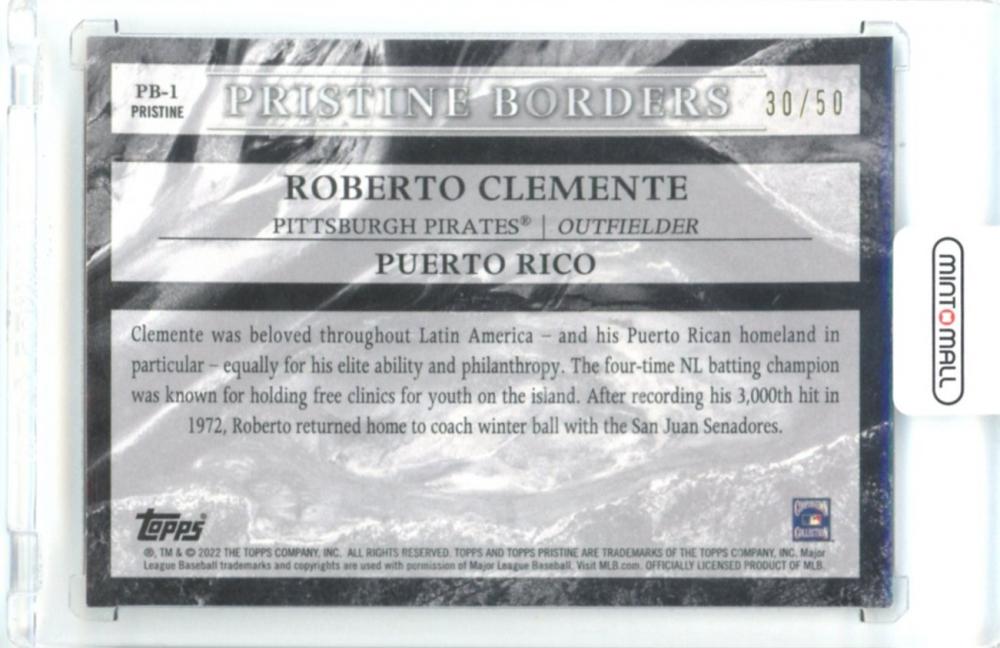 PB-1
PRISTINE
PRISTINE BORDERS
30/50
ROBERTO CLEMENTE
PITTSBURGH PIRATES® | OUTFIELDER
PUERTO RICO
Clemente was beloved throughout Latin America – and his Puerto Rican homeland in
particular – equally for his elite ability and philanthropy. The four-time NL batting champion
was known for holding free clinics for youth on the island. After recording his 3,000th hit in
1972, Roberto returned home to coach winter ball with the San Juan Senadores.
Topps®
COOPERSTOWN
COLLECTION
®, TM & © 2022 THE TOPPS COMPANY, INC. ALL RIGHTS RESERVED. TOPPS AND TOPPS PRISTINE ARE TRADEMARKS OF THE TOPPS COMPANY, INC. Major
League Baseball trademarks and copyrights are used with permission of Major League Baseball. Visit MLB.com. OFFICIALLY LICENSED PRODUCT OF MLB.
MINTOMALL